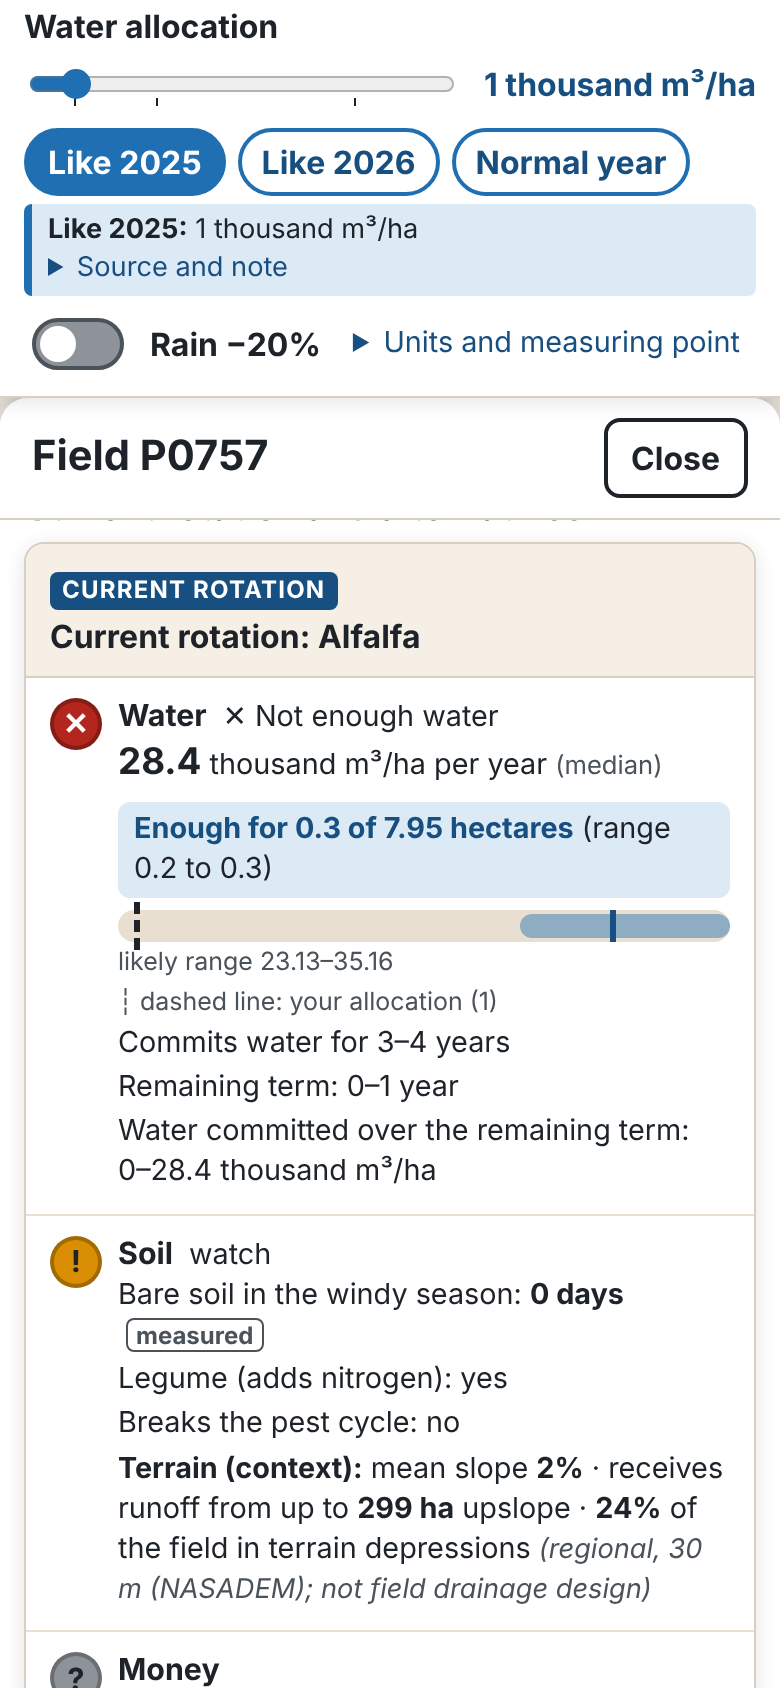 Water allocation
1 thousand m³/ha
Like 2025 Like 2026 Normal year
Like 2025: 1 thousand m³/ha
▶ Source and note
Rain −20% ▶ Units and measuring point
Field P0757
Close
CURRENT ROTATION
Current rotation: Alfalfa
✕ Water ✕ Not enough water
28.4 thousand m³/ha per year (median)
Enough for 0.3 of 7.95 hectares (range
0.2 to 0.3)
likely range 23.13–35.16
┊ dashed line: your allocation (1)
Commits water for 3–4 years
Remaining term: 0–1 year
Water committed over the remaining term:
0–28.4 thousand m³/ha
! Soil watch
Bare soil in the windy season: 0 days
measured
Legume (adds nitrogen): yes
Breaks the pest cycle: no
Terrain (context): mean slope 2% · receives
runoff from up to 299 ha upslope · 24% of
the field in terrain depressions (regional, 30
m (NASADEM); not field drainage design)
? Money